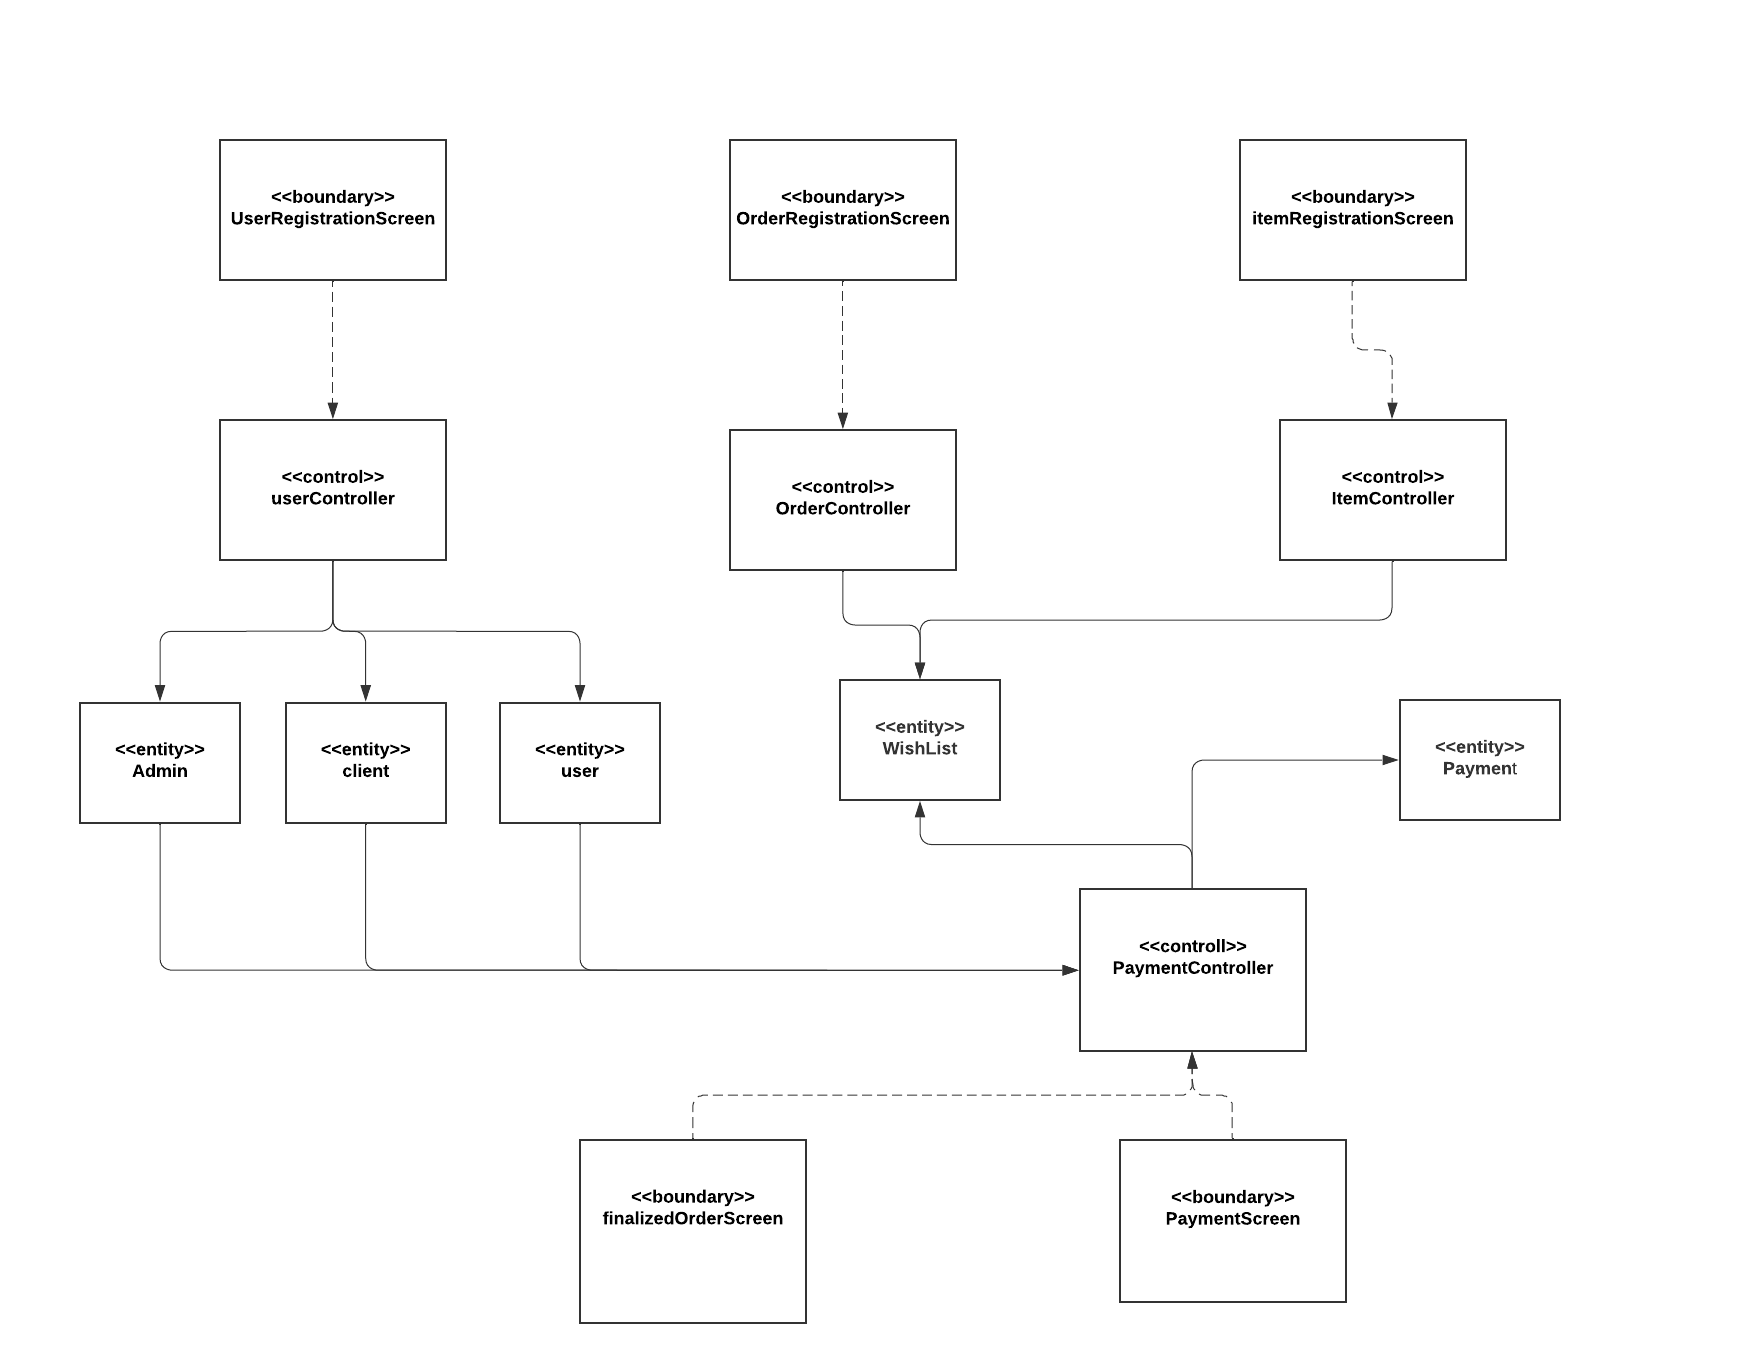 <<boundary>>
UserRegistrationScreen
<<boundary>>
OrderRegistrationScreen
<<boundary>>
itemRegistrationScreen
<<control>>
userController
<<control>>
OrderController
<<control>>
ItemController
<<entity>>
Admin
<<entity>>
client
<<entity>>
user
<<entity>>
WishList
<<entity>>
Payment
<<controll>>
PaymentController
<<boundary>>
finalizedOrderScreen
<<boundary>>
PaymentScreen